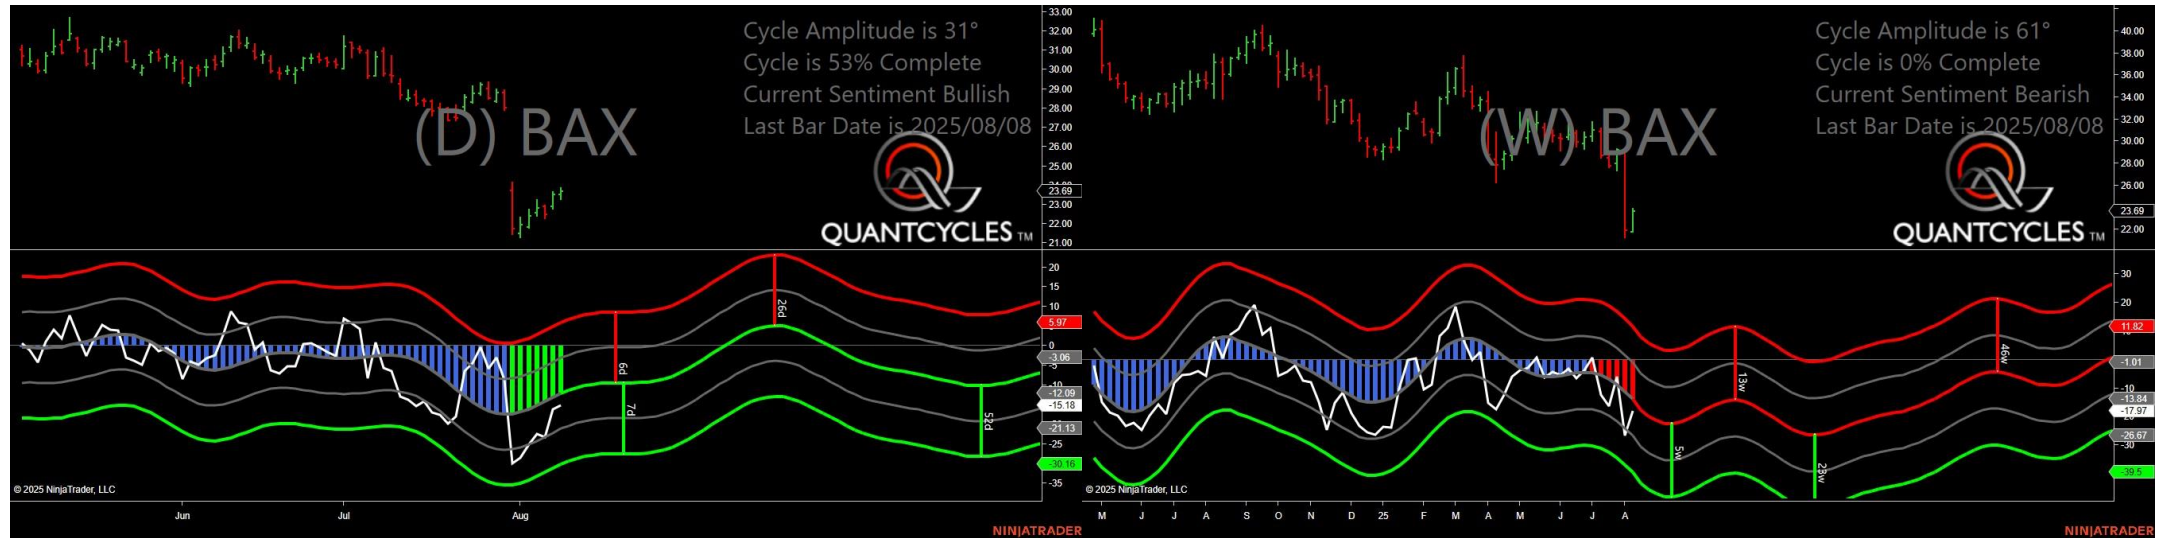 Cycle Amplitude is 31°
Cycle is 53% Complete
Current Sentiment Bullish
Last Bar Date is 2025/08/08
(D) BAX
QUANTCYCLES TM
33.00
32.00
31.00
30.00
29.00
28.00
27.00
26.00
25.00
23.69
23.00
22.00
21.00
20
15
10
5.97
0
-3.06
-5
-10
-12.09
-15.18
-21.13
-25
-30.16
-35
6d
7d
26d
52d
© 2025 NinjaTrader, LLC
Jun Jul Aug
NINJATRADER
Cycle Amplitude is 61°
Cycle is 0% Complete
Current Sentiment Bearish
Last Bar Date is 2025/08/08
(W) BAX
QUANTCYCLES TM
40.00
38.00
36.00
34.00
32.00
30.00
28.00
26.00
23.69
22.00
30
20
11.82
-1.01
-10
-13.84
-17.97
-26.67
-30
-39.5
5w
13w
23w
46w
© 2025 NinjaTrader, LLC
M J J A S O N D 25 F M A M J J A
NINJATRADER